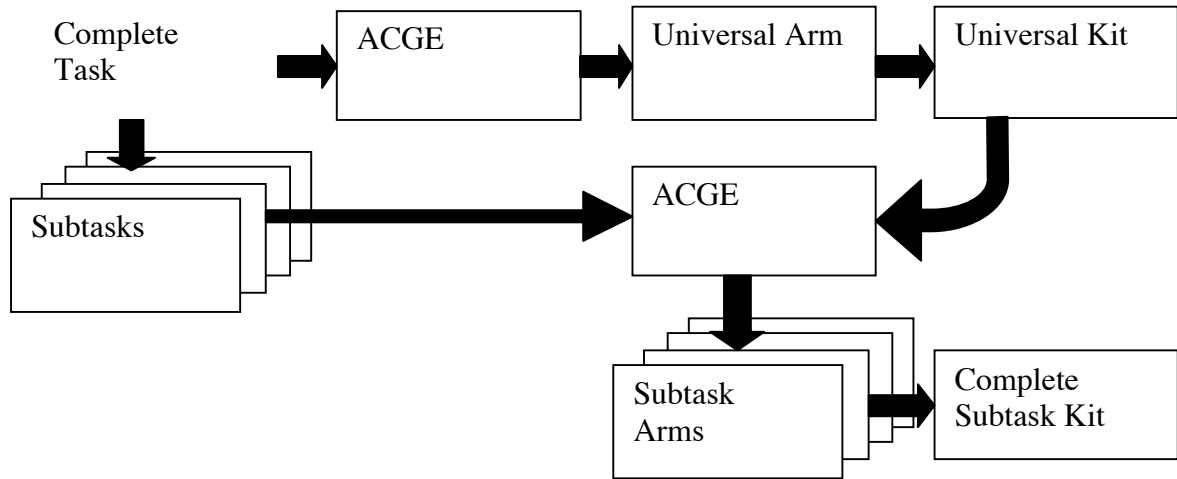 Complete
Task
ACGE
Universal Arm
Universal Kit
Subtasks
ACGE
Subtask
Arms
Complete
Subtask Kit